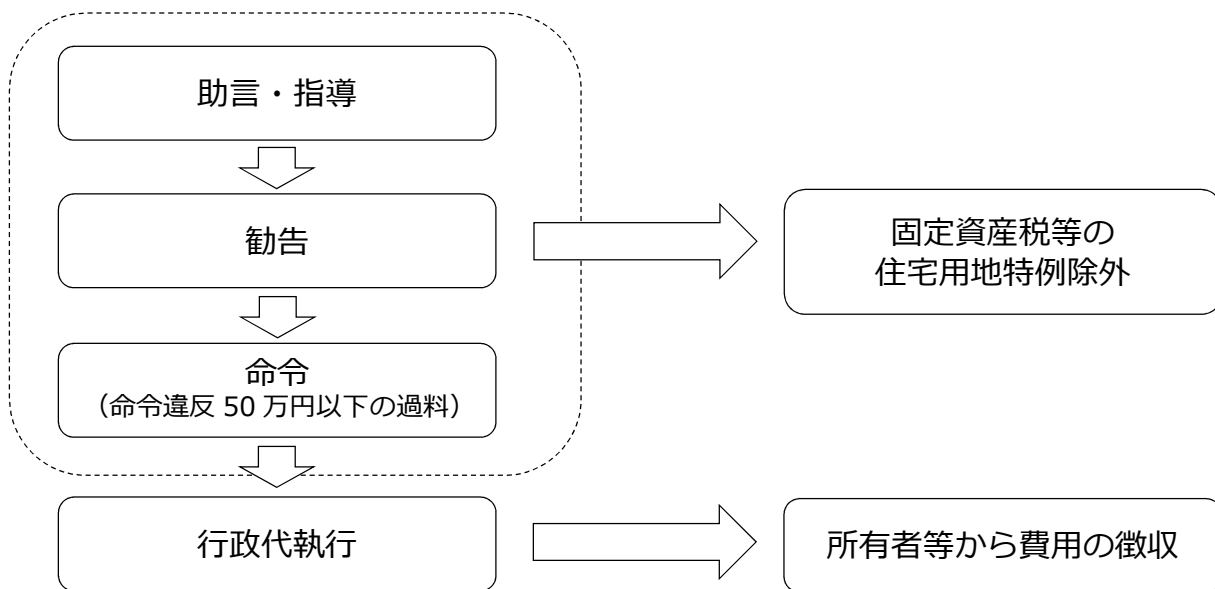 助言・指導
勧告
固定資産税等の
住宅用地特例除外
命令
（命令違反 50 万円以下の過料）
行政代執行
所有者等から費用の徴収